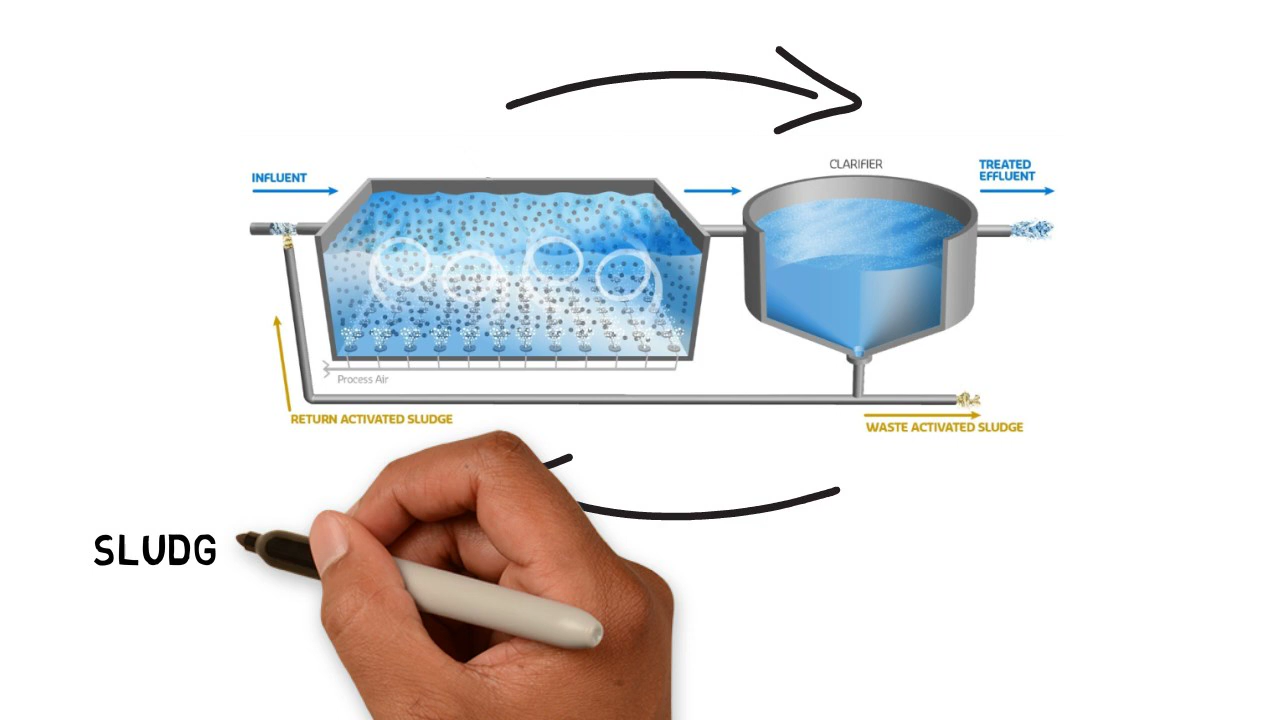 CLARIFIER
INFLUENT
TREATED
EFFLUENT
Process Air
RETURN ACTIVATED SLUDGE
WASTE ACTIVATED SLUDGE
SLUDG